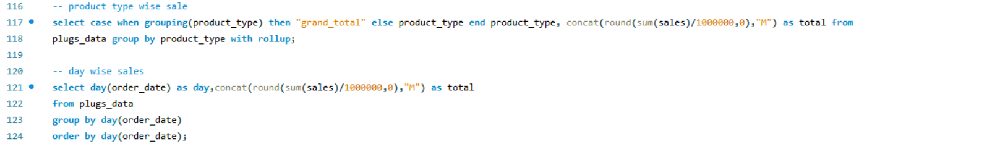 116 -- product type wise sale
117 select case when grouping(product_type) then "grand_total" else product_type end product_type, concat(round(sum(sales)/1000000,0),"M") as total from
118 plugs_data group by product_type with rollup;
119
120 -- day wise sales
121 select day(order_date) as day,concat(round(sum(sales)/1000000,0),"M") as total
122 from plugs_data
123 group by day(order_date)
124 order by day(order_date);